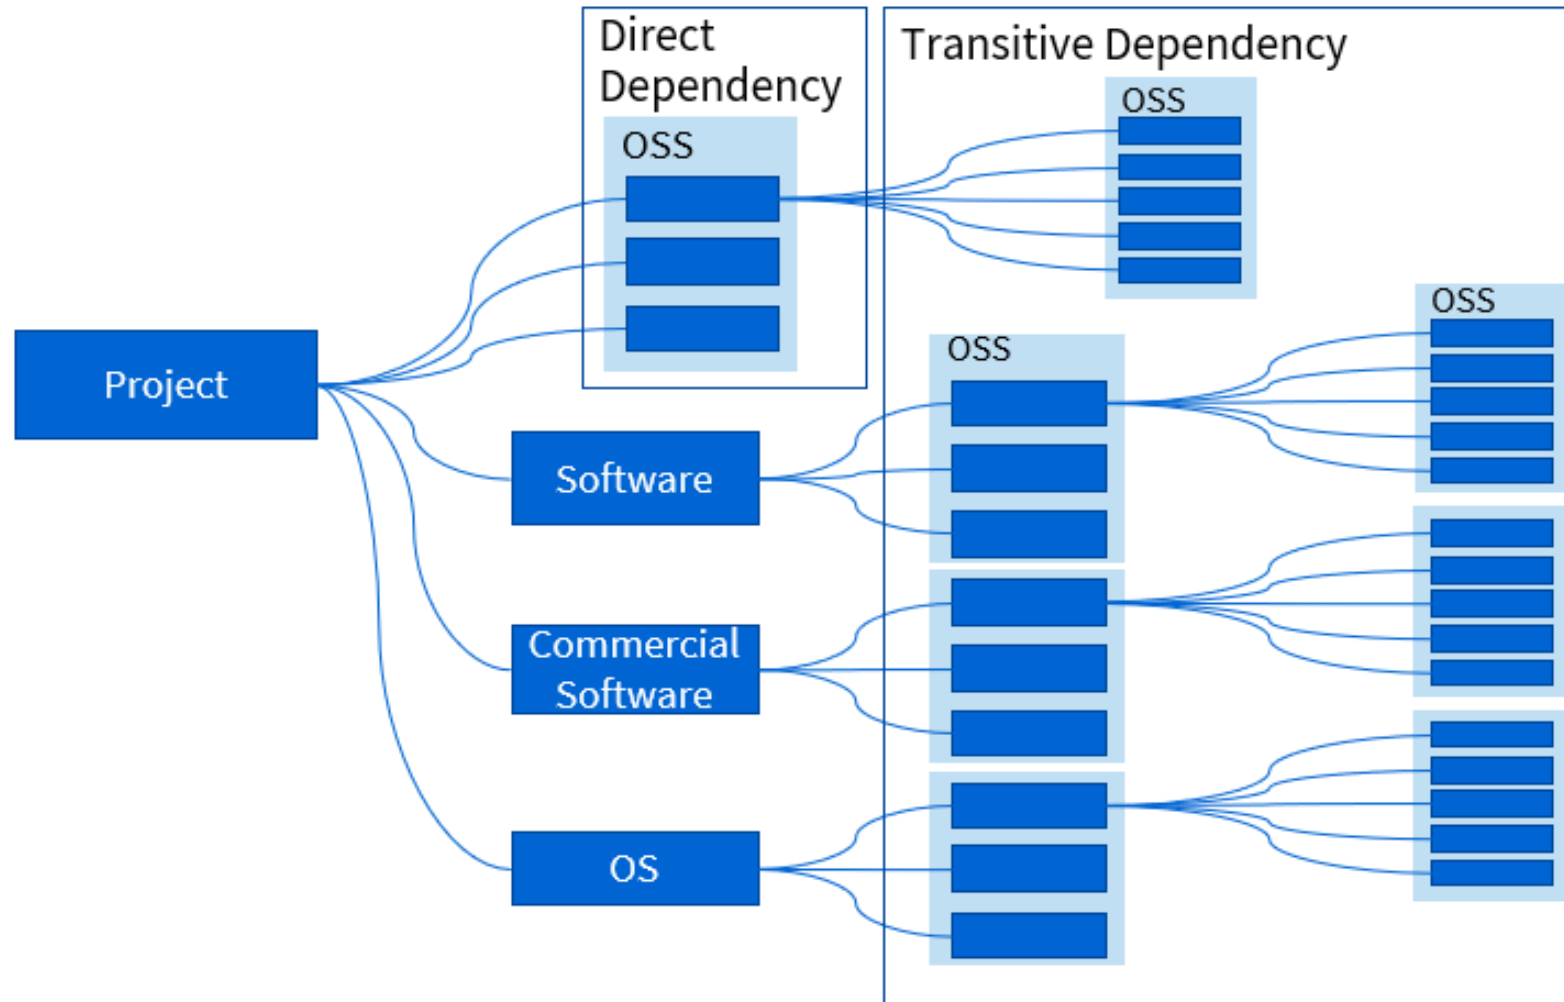 Direct
Dependency
OSS
Transitive Dependency
OSS
Project
OSS
OSS
Software
Commercial
Software
OS